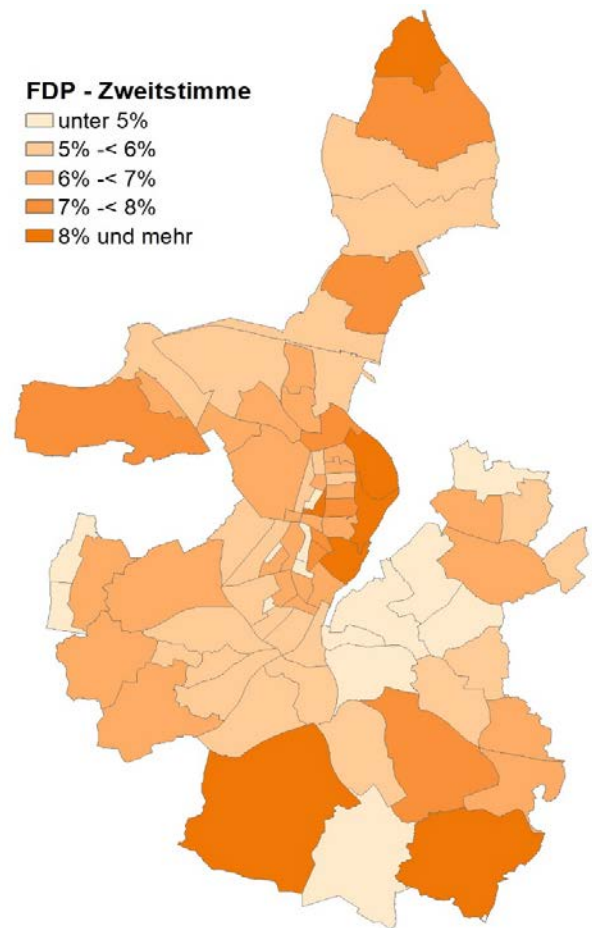 FDP - Zweitstimme
unter 5%
5% -< 6%
6% -< 7%
7% -< 8%
8% und mehr